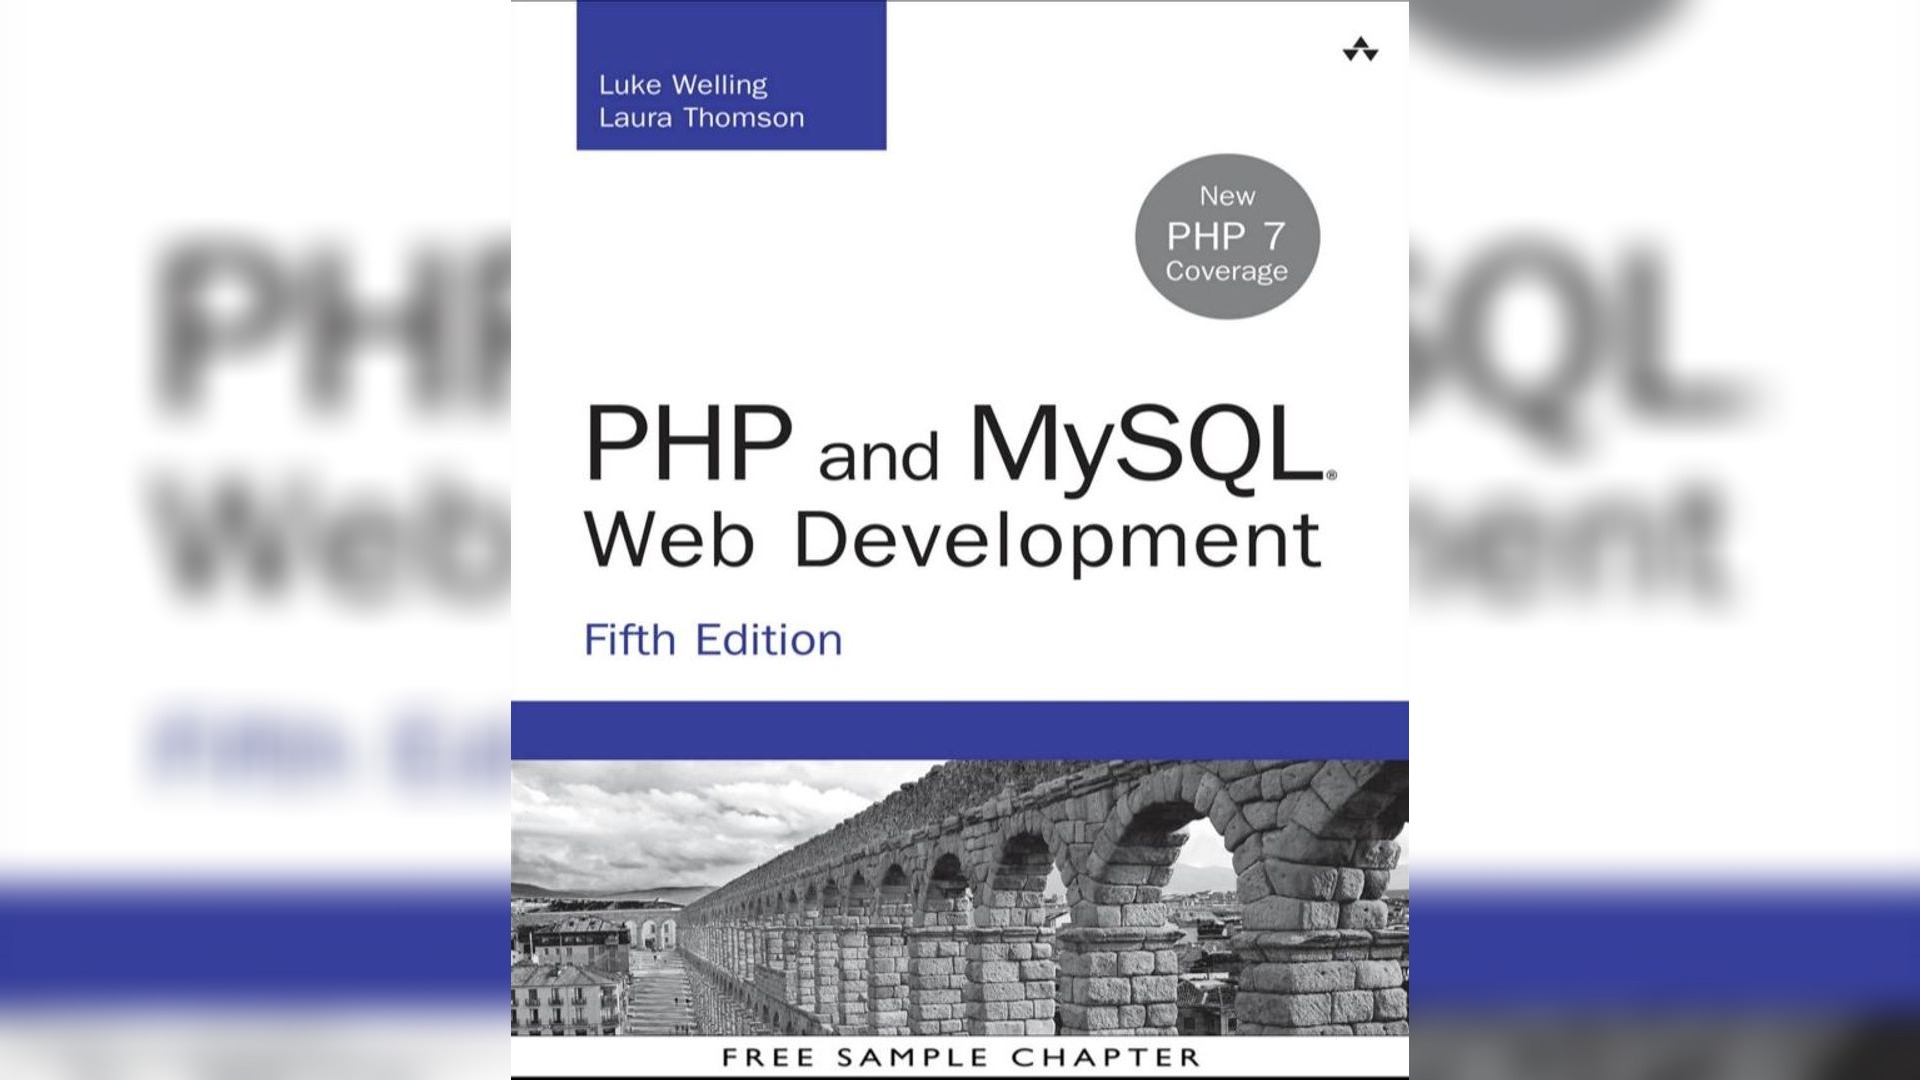 Luke Welling
Laura Thomson
New
PHP 7
Coverage
PHP and MySQL®
Web Development
Fifth Edition
FREE SAMPLE CHAPTER